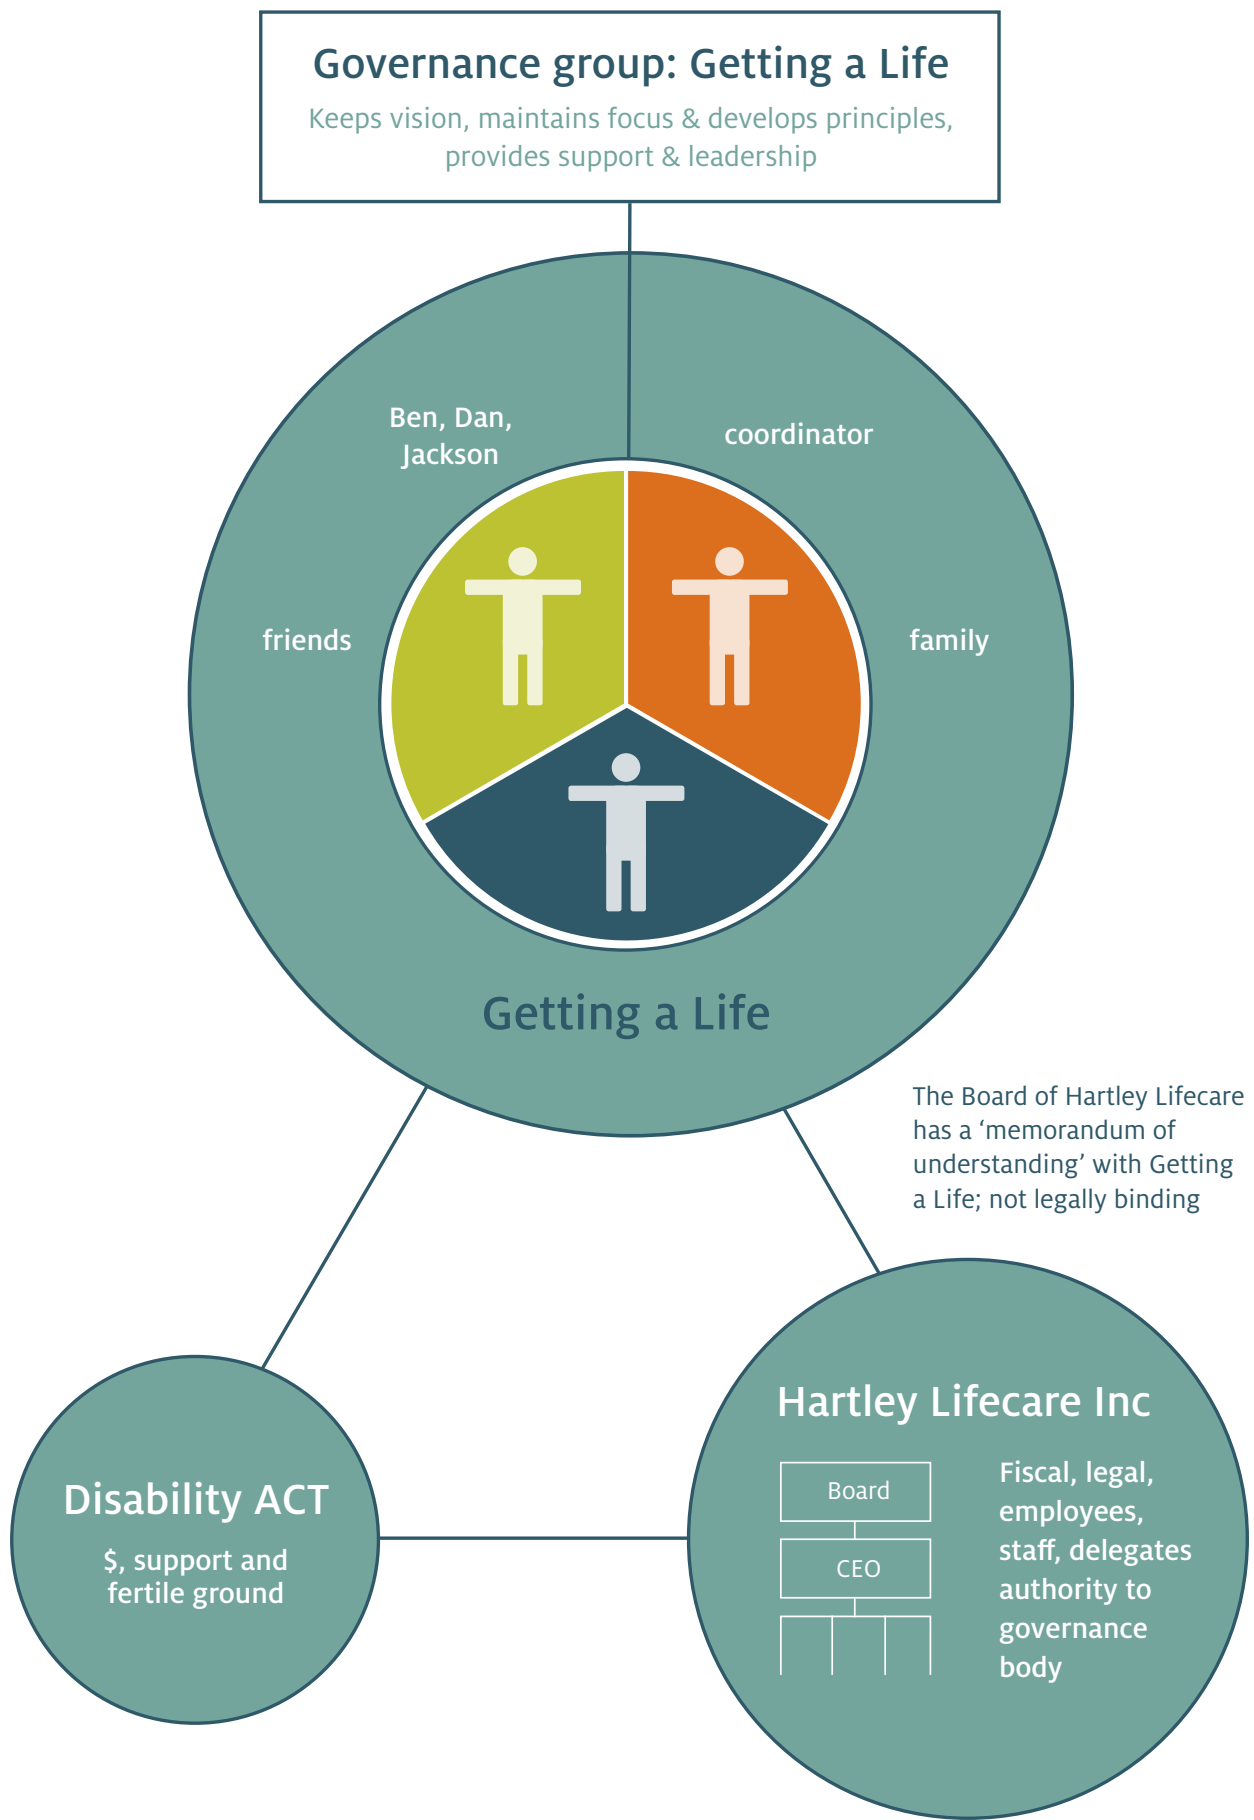 Governance group: Getting a Life
Keeps vision, maintains focus & develops principles,
provides support & leadership
Ben, Dan,
Jackson
coordinator
friends
family
Getting a Life
The Board of Hartley Lifecare
has a ‘memorandum of
understanding’ with Getting
a Life; not legally binding
Disability ACT
$, support and
fertile ground
Hartley Lifecare Inc
Board
CEO
Fiscal, legal,
employees,
staff, delegates
authority to
governance
body